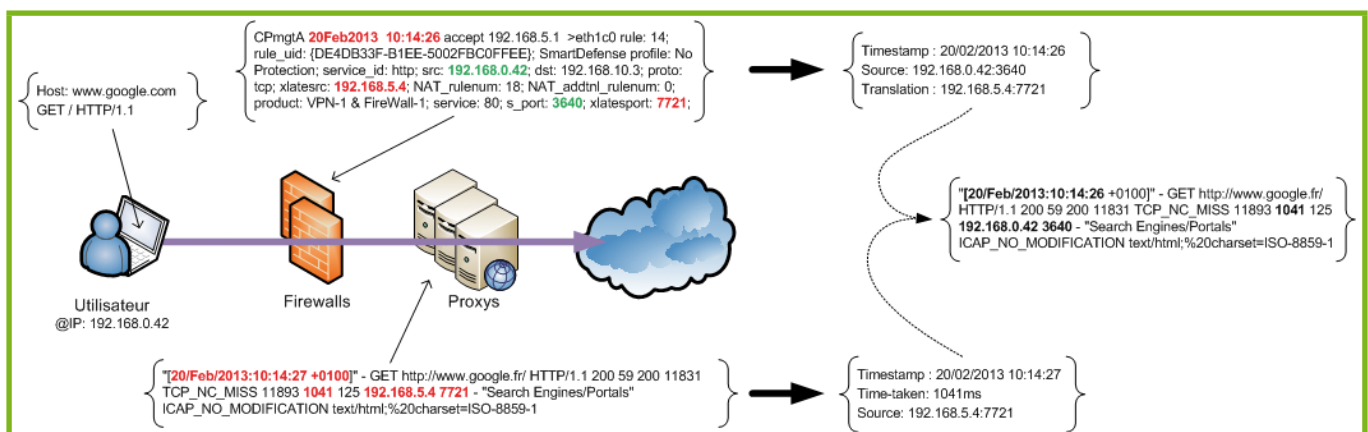 CPmgtA 20Feb2013 10:14:26 accept 192.168.5.1 >eth1c0 rule: 14;
rule_uid: {DE4DB33F-B1EE-5002FBC0FFEE}; SmartDefense profile: No
Protection; service_id: http; src: 192.168.0.42; dst: 192.168.10.3; proto:
tcp; xlatesrc: 192.168.5.4; NAT_rulenum: 18; NAT_addtnl_rulenum: 0;
product: VPN-1 & FireWall-1; service: 80; s_port: 3640; xlatesport: 7721;
Timestamp : 20/02/2013 10:14:26
Source: 192.168.0.42:3640
Translation : 192.168.5.4:7721
Host: www.google.com
GET / HTTP/1.1
"[20/Feb/2013:10:14:26 +0100]" - GET http://www.google.fr/
HTTP/1.1 200 59 200 11831 TCP_NC_MISS 11893 1041 125
192.168.0.42 3640 - "Search Engines/Portals"
ICAP_NO_MODIFICATION text/html;%20charset=ISO-8859-1
Utilisateur
@IP: 192.168.0.42
Firewalls
Proxys
"[20/Feb/2013:10:14:27 +0100]" - GET http://www.google.fr/ HTTP/1.1 200 59 200 11831
TCP_NC_MISS 11893 1041 125 192.168.5.4 7721 - "Search Engines/Portals"
ICAP_NO_MODIFICATION text/html;%20charset=ISO-8859-1
Timestamp : 20/02/2013 10:14:27
Time-taken: 1041ms
Source: 192.168.5.4:7721